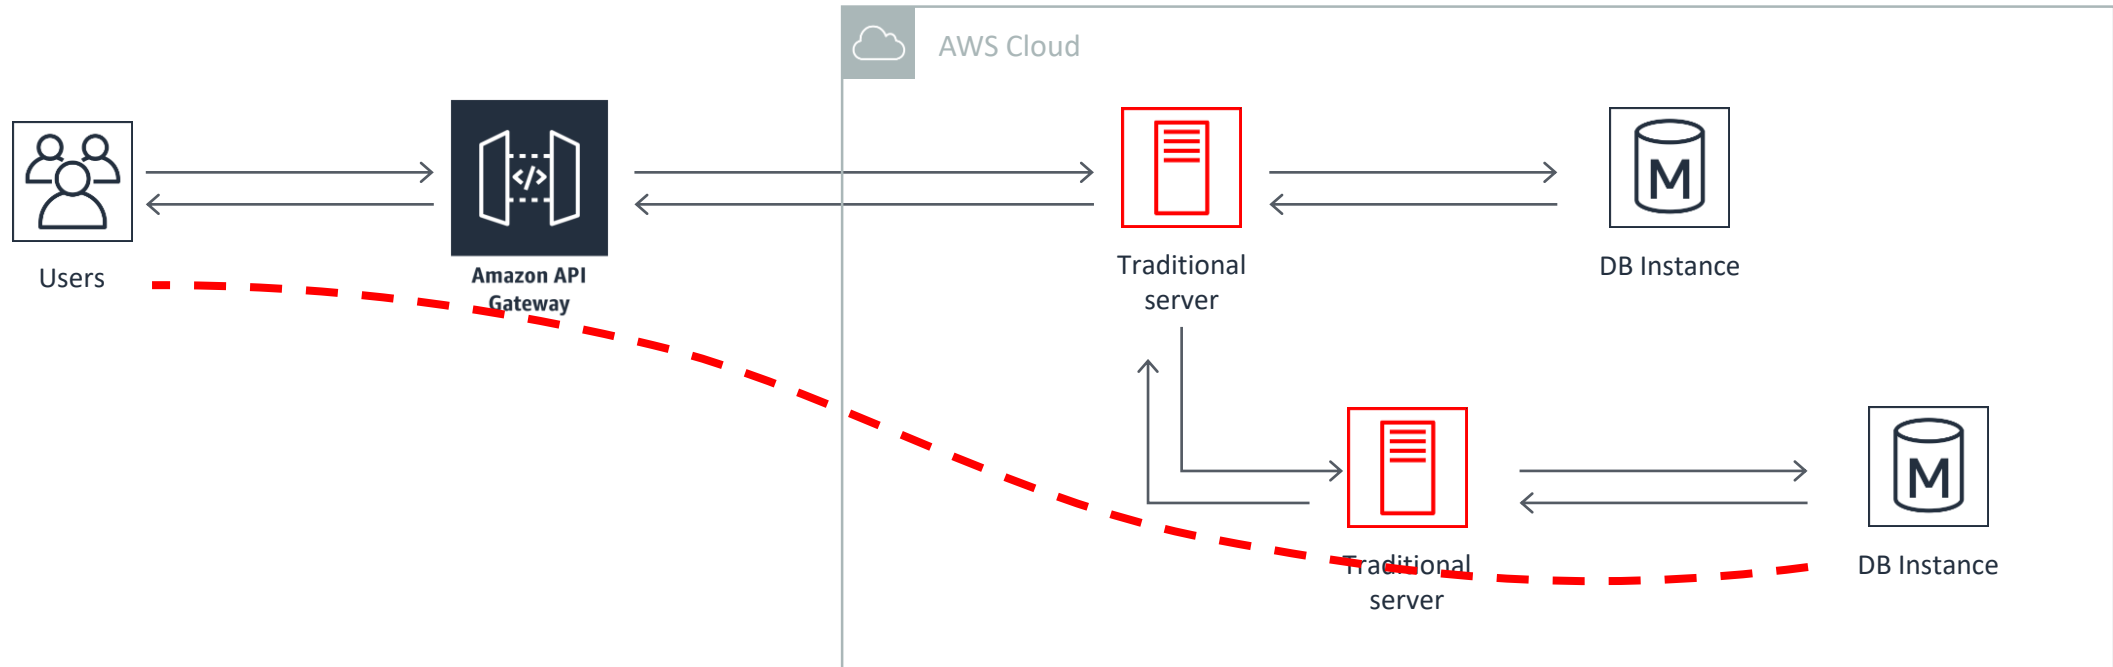 AWS Cloud
</>
M
Users
Amazon API
Gateway
Traditional
server
DB Instance
M
Traditional
server
DB Instance